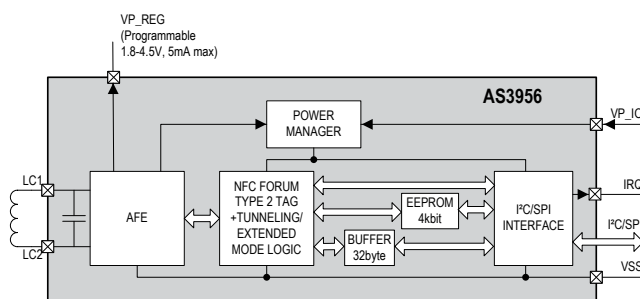 VP_REG
(Programmable
1.8-4.5V, 5mA max)
AS3956
POWER
MANAGER
VP_IO
LC1
LC2
AFE
NFC FORUM
TYPE 2 TAG
+TUNNELING/
EXTENDED
MODE LOGIC
EEPROM
4kbit
BUFFER
32byte
I²C/SPI
INTERFACE
IRQ
I²C/SPI
VSS